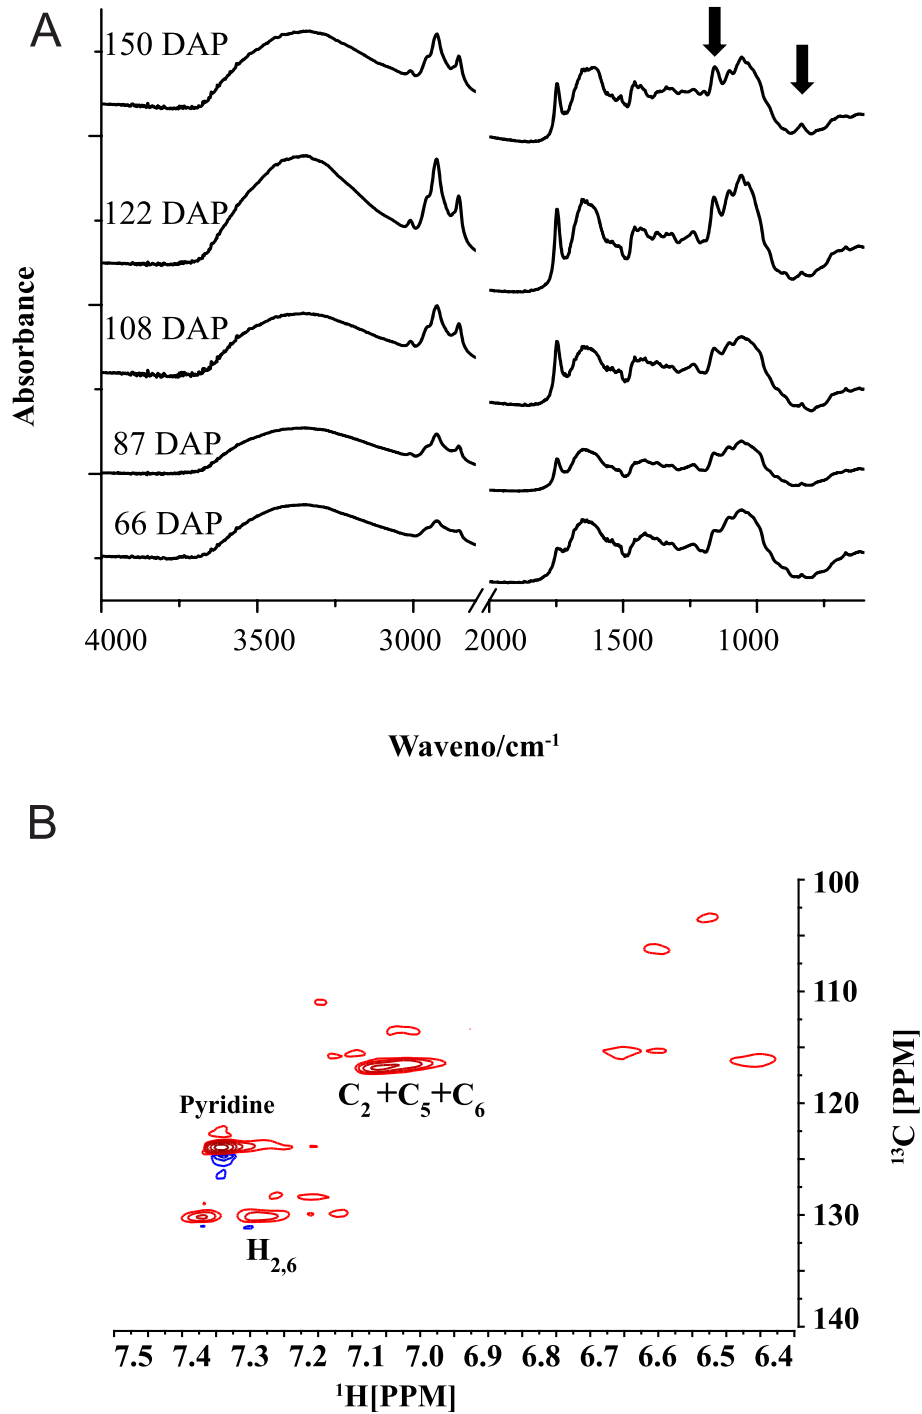 A
150 DAP
122 DAP
108 DAP
87 DAP
66 DAP
Absorbance
4000 3500 3000 2000 1500 1000
Waveno/cm-1
B
100
110
120
130
140
13C [PPM]
C2 +C5+C6
Pyridine
H2,6
7.5 7.4 7.3 7.2 7.1 7.0 6.9 6.8 6.7 6.6 6.5 6.4
1H[PPM]